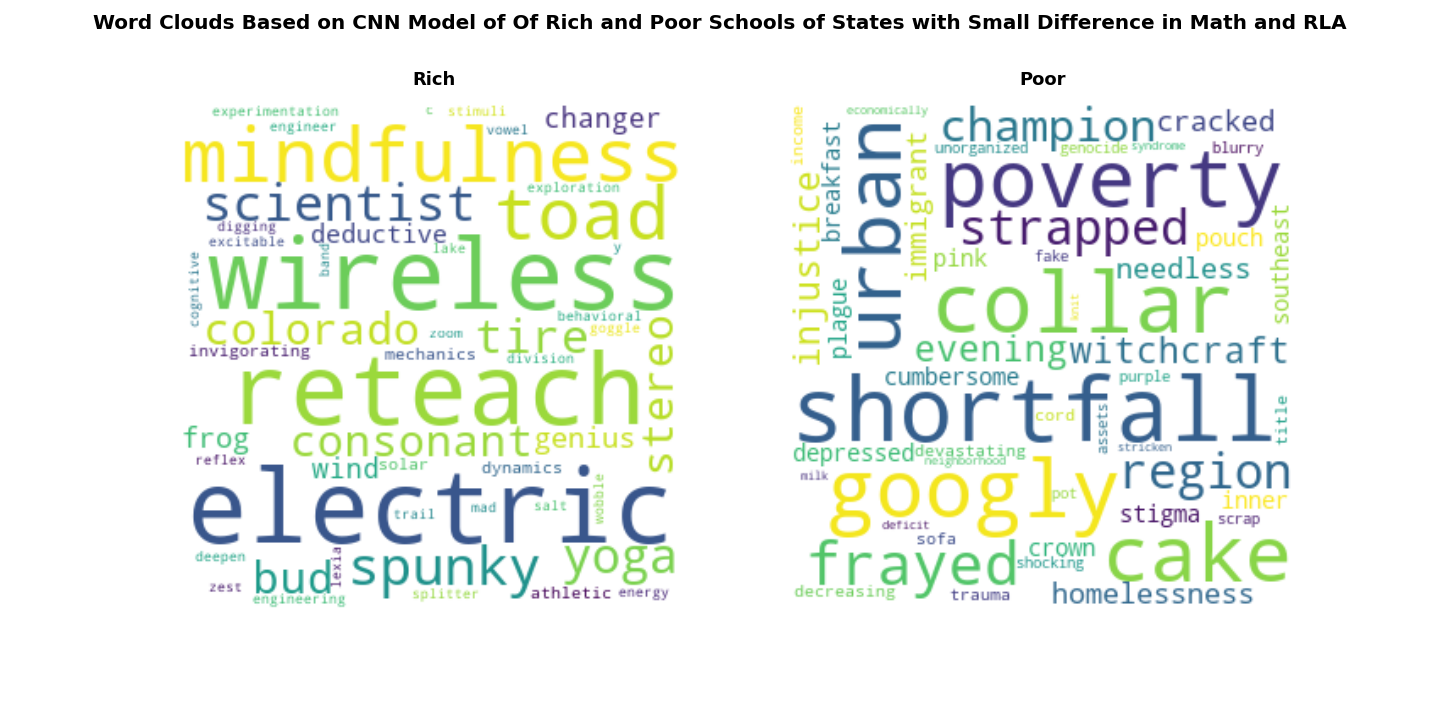 Word Clouds Based on CNN Model of Of Rich and Poor Schools of States with Small Difference in Math and RLA
Rich
experimentation
c
stimuli
changer
engineer
vowel
mindfulness
scientist
exploration
toad
digging
deductive
excitable
band
lake
y
cognitive
wireless
colorado
zoom
tire
behavioral
goggle
stereo
invigorating
mechanics
division
reteach
frog
consonant
genius
reflex
wind
solar
dynamics
electric
trail
mad
salt
wobble
deepen
bud
lexia
spunky
yoga
zest
engineering
splitter
athletic
energy
Poor
income
economically
champion
cracked
breakfast
urban
immigrant
unorganized
genocide
syndrome
blurry
poverty
injustice
strapped
pouch
southeast
pink
fake
needless
plague
collar
knit
evening
witchcraft
cumbersome
purple
shortfall
cord
assets
title
depressed
devastating
stricken
neighborhood
region
milk
googly
pot
inner
stigma
scrap
deficit
sofa
frayed
crown
shocking
cake
decreasing
trauma
homelessness